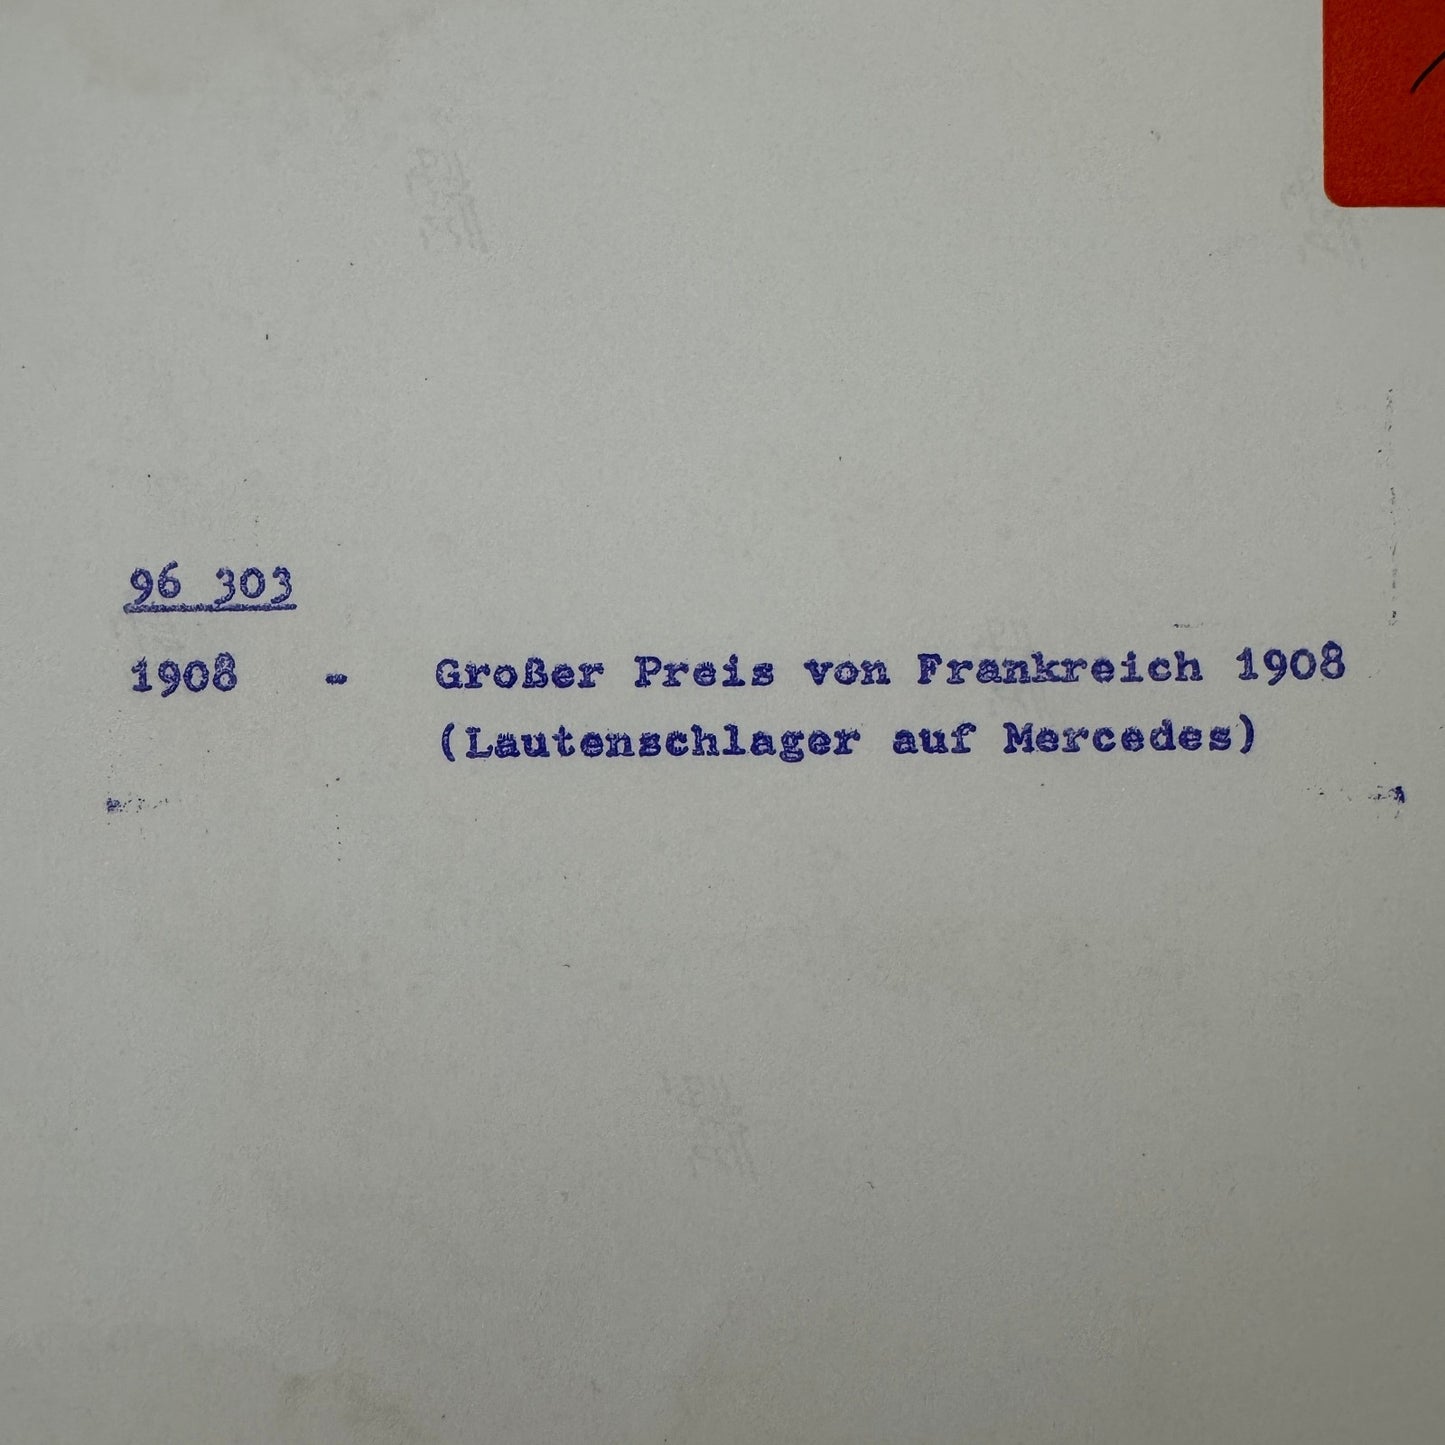 96 303
1908 - Großer Preis von Frankreich 1908
(Lautenschlager auf Mercedes)